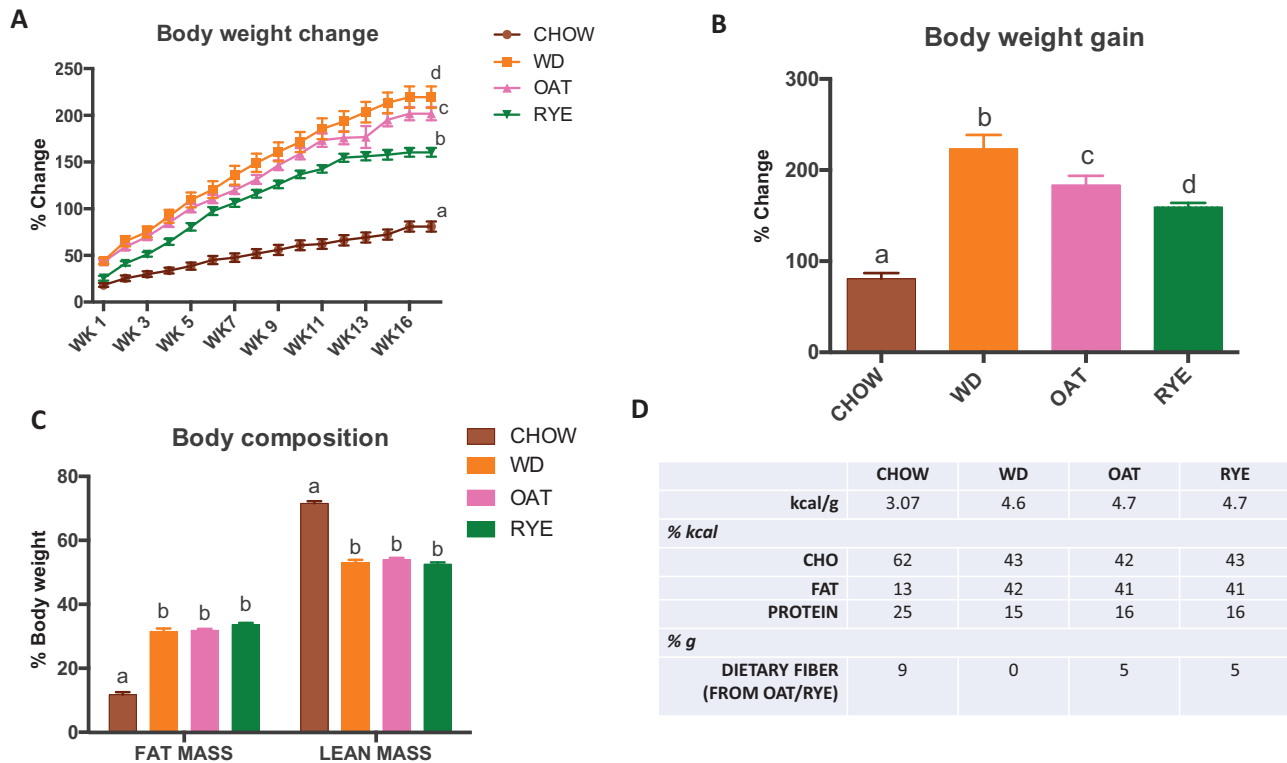 A
Body weight change
CHOW
WD
OAT
RYE
% Change
250
200
150
100
50
0
d
c
b
a
WK 1
WK 3
WK 5
WK7
WK 9
WK11
WK13
WK16
B
Body weight gain
% Change
300
200
100
0
a
b
c
d
CHOW
WD
OAT
RYE
C
Body composition
CHOW
WD
OAT
RYE
% Body weight
80
60
40
20
0
a
b
b
b
a
b
b
b
FAT MASS
LEAN MASS
D
CHOW WD OAT RYE
kcal/g 3.07 4.6 4.7 4.7
% kcal
CHO 62 43 42 43
FAT 13 42 41 41
PROTEIN 25 15 16 16
% g
DIETARY FIBER 9 0 5 5
(FROM OAT/RYE)